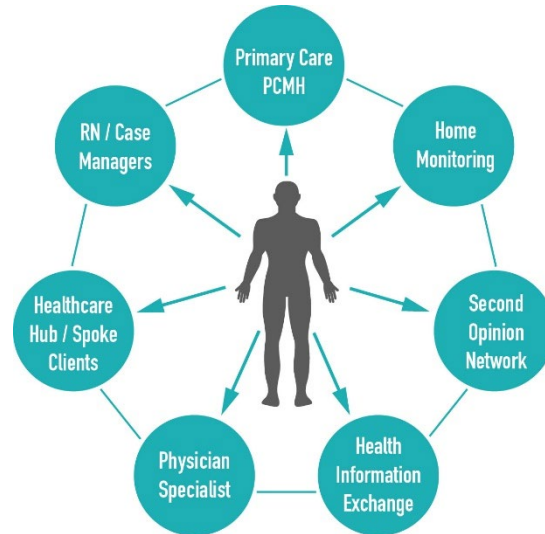 Primary Care
PCMH
Home
Monitoring
Second
Opinion
Network
Health
Information
Exchange
Physician
Specialist
Healthcare
Hub / Spoke
Clients
RN / Case
Managers